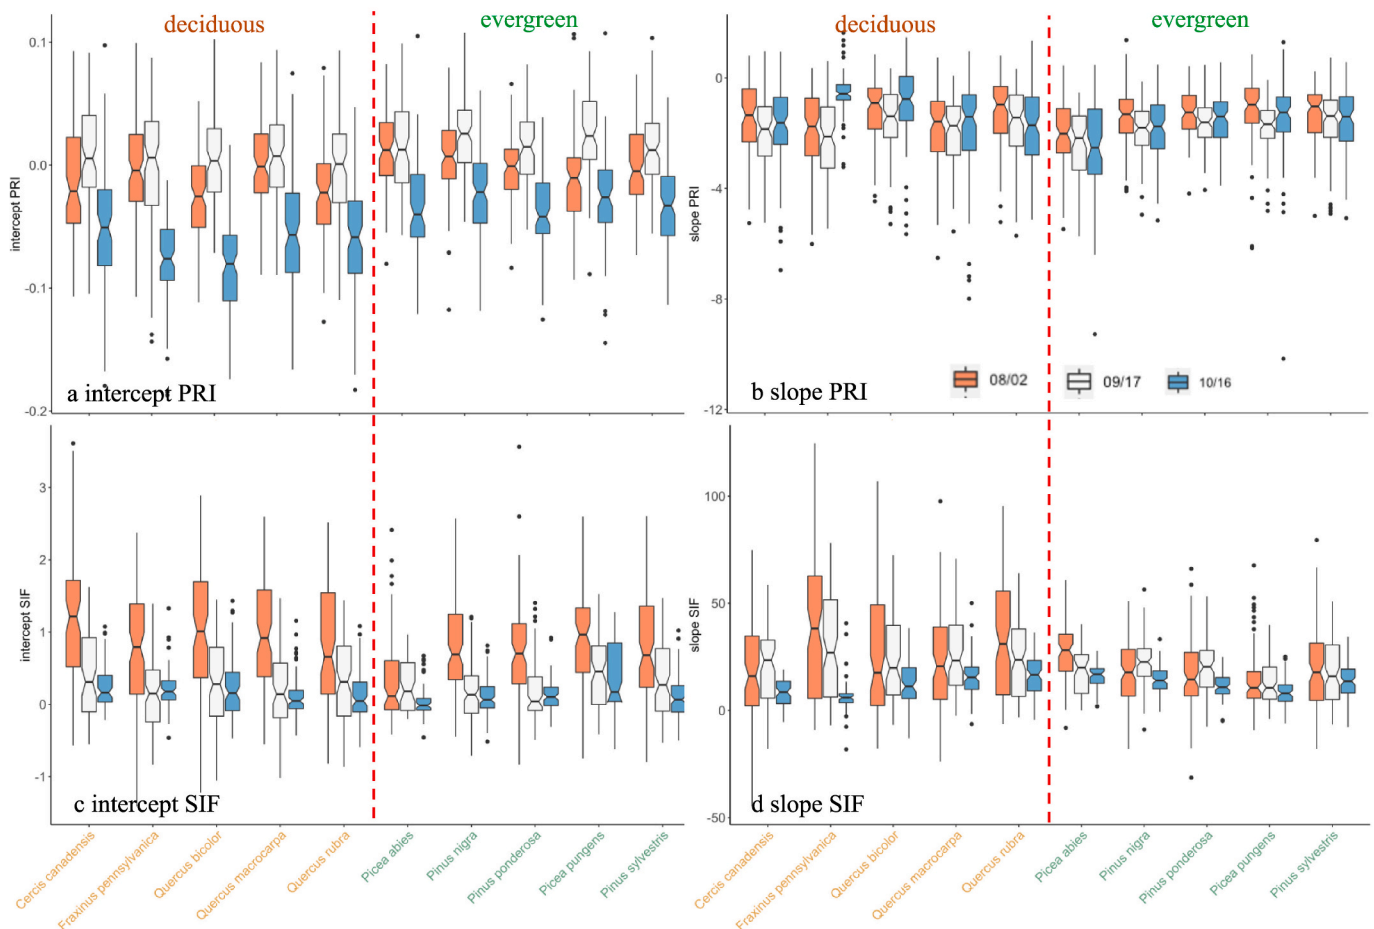 deciduous
evergreen
0.1
0.0
-0.1
-0.2
intercept PRI
a intercept PRI
deciduous
evergreen
0
-4
-8
-12
slope PRI
b slope PRI
08/02
09/17
10/16
3
2
1
0
-1
intercept SIF
c intercept SIF
Cercis canadensis
Fraxinus pennsylvanica
Quercus bicolor
Quercus macrocarpa
Quercus rubra
Picea abies
Pinus nigra
Pinus ponderosa
Picea pungens
Pinus sylvestris
100
50
0
-50
slope SIF
d slope SIF
Cercis canadensis
Fraxinus pennsylvanica
Quercus bicolor
Quercus macrocarpa
Quercus rubra
Picea abies
Pinus nigra
Pinus ponderosa
Picea pungens
Pinus sylvestris